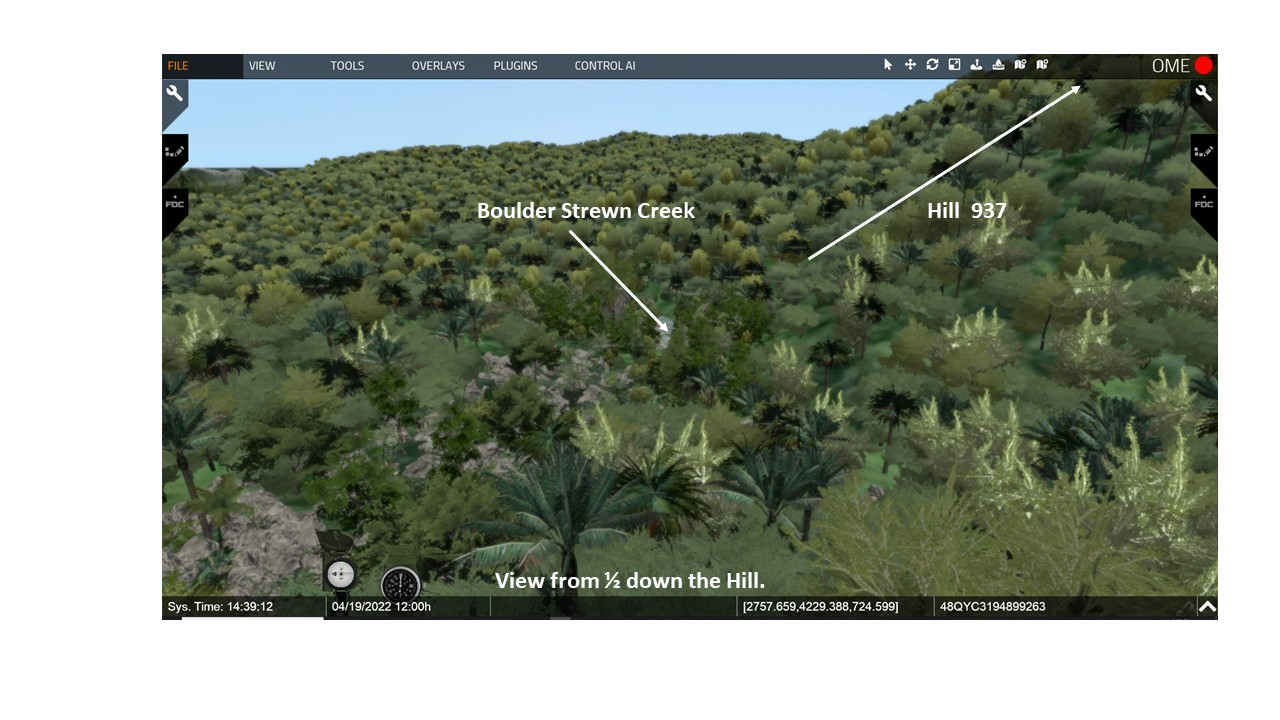 FILE VIEW TOOLS OVERLAYS PLUGINS CONTROL AI OME
FDC FDC
Boulder Strewn Creek
Hill 937
View from ½ down the Hill.
Sys. Time: 14:39:12 04/19/2022 12:00h [2757.659,4229.388,724.599] 48QYC3194899263